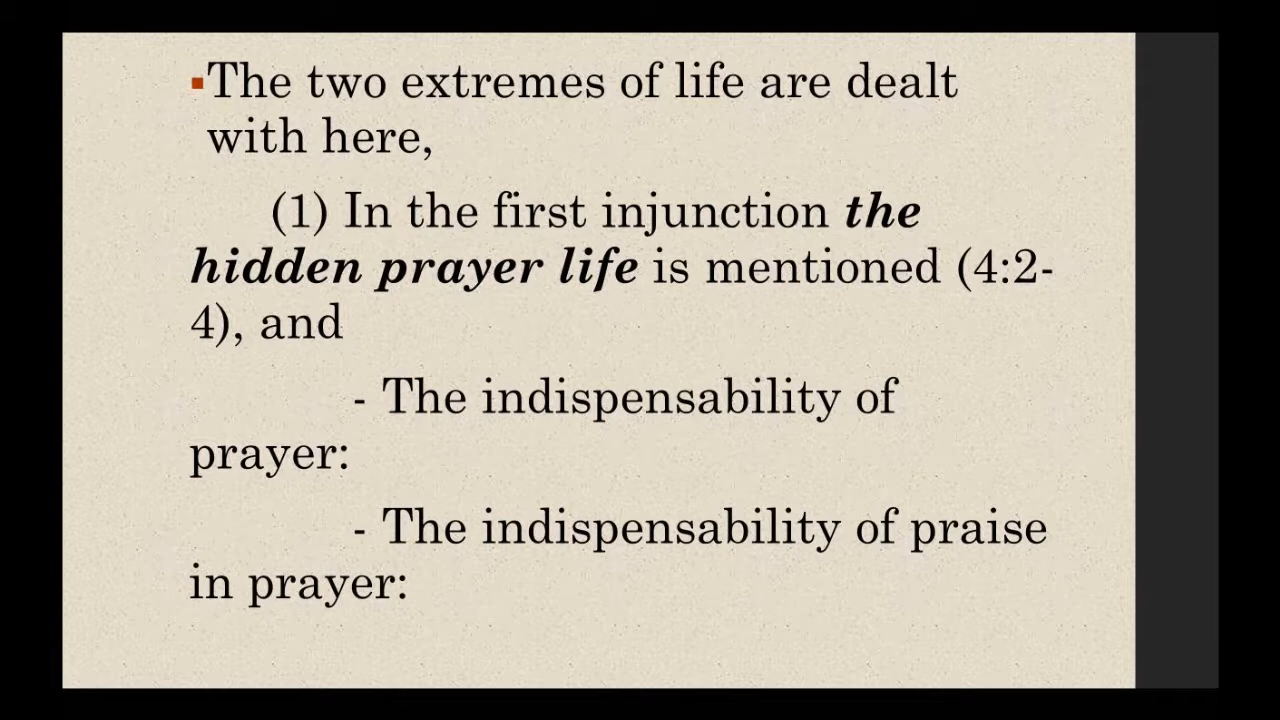 ▪The two extremes of life are dealt
with here,
(1) In the first injunction the
hidden prayer life is mentioned (4:2-
4), and
- The indispensability of
prayer:
- The indispensability of praise
in prayer: